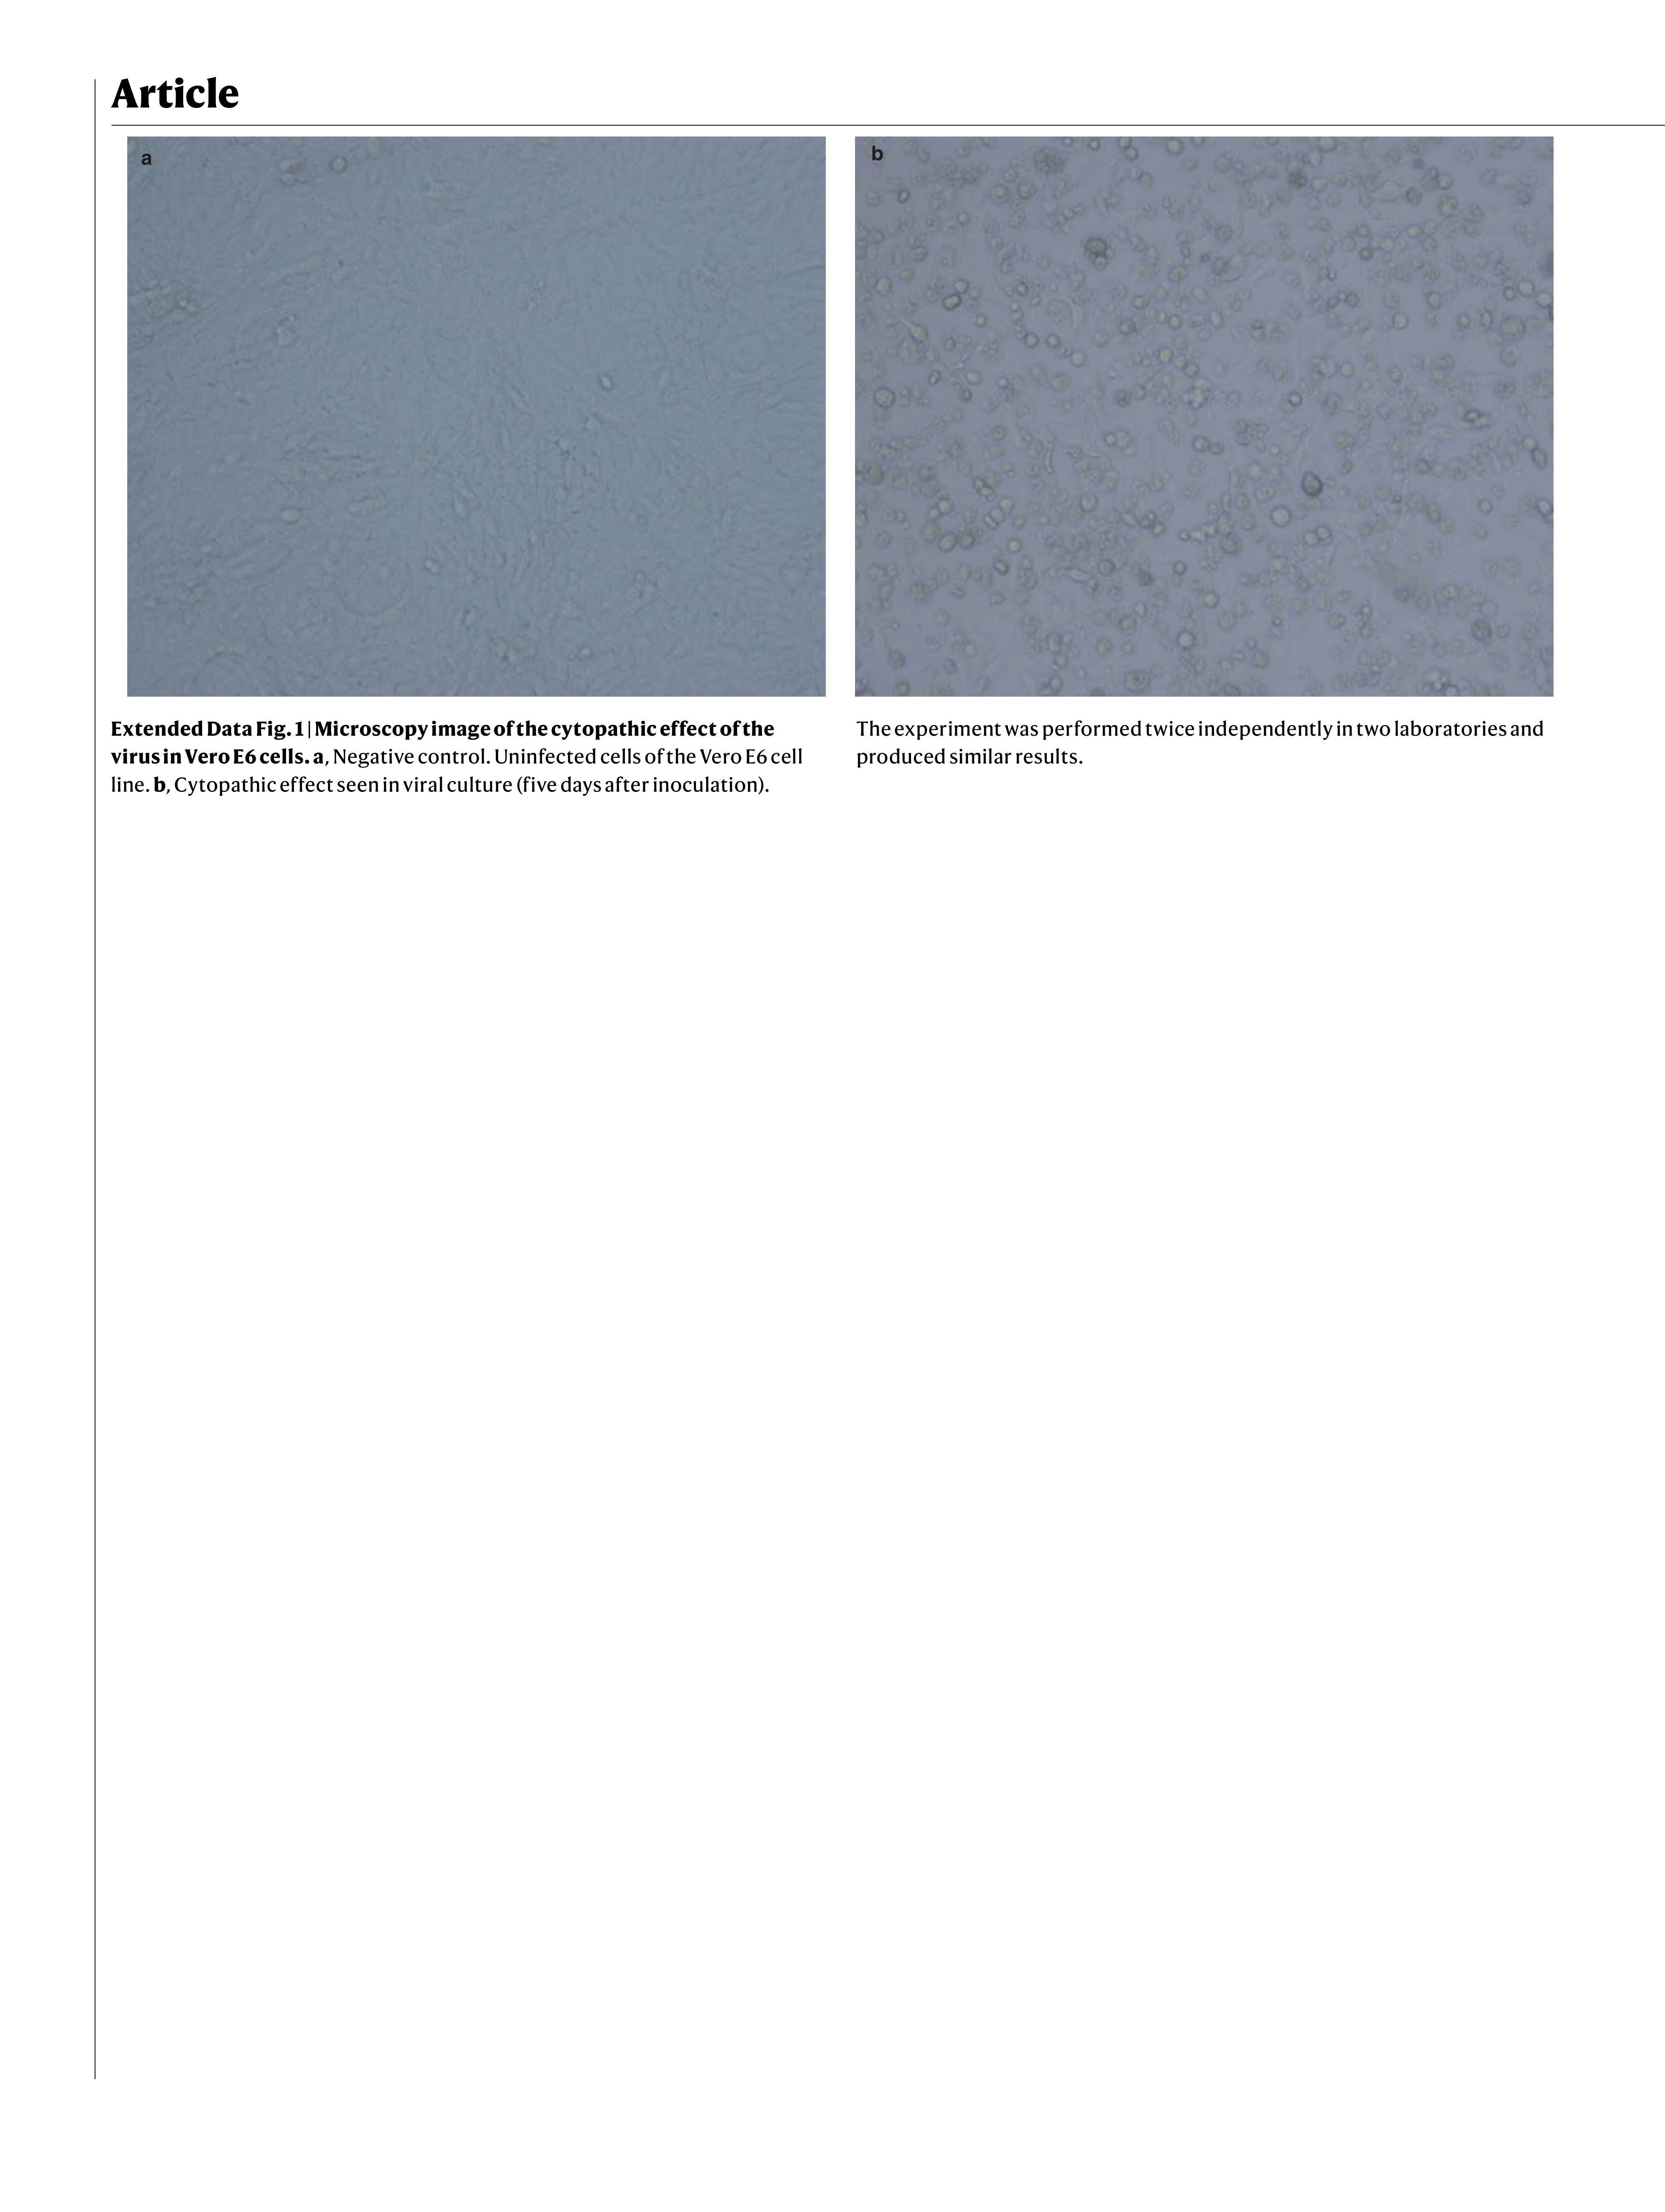 Article
a
b
Extended Data Fig. 1 | Microscopy image of the cytopathic effect of the
virus in Vero E6 cells. a, Negative control. Uninfected cells of the Vero E6 cell
line. b, Cytopathic effect seen in viral culture (five days after inoculation).
The experiment was performed twice independently in two laboratories and
produced similar results.